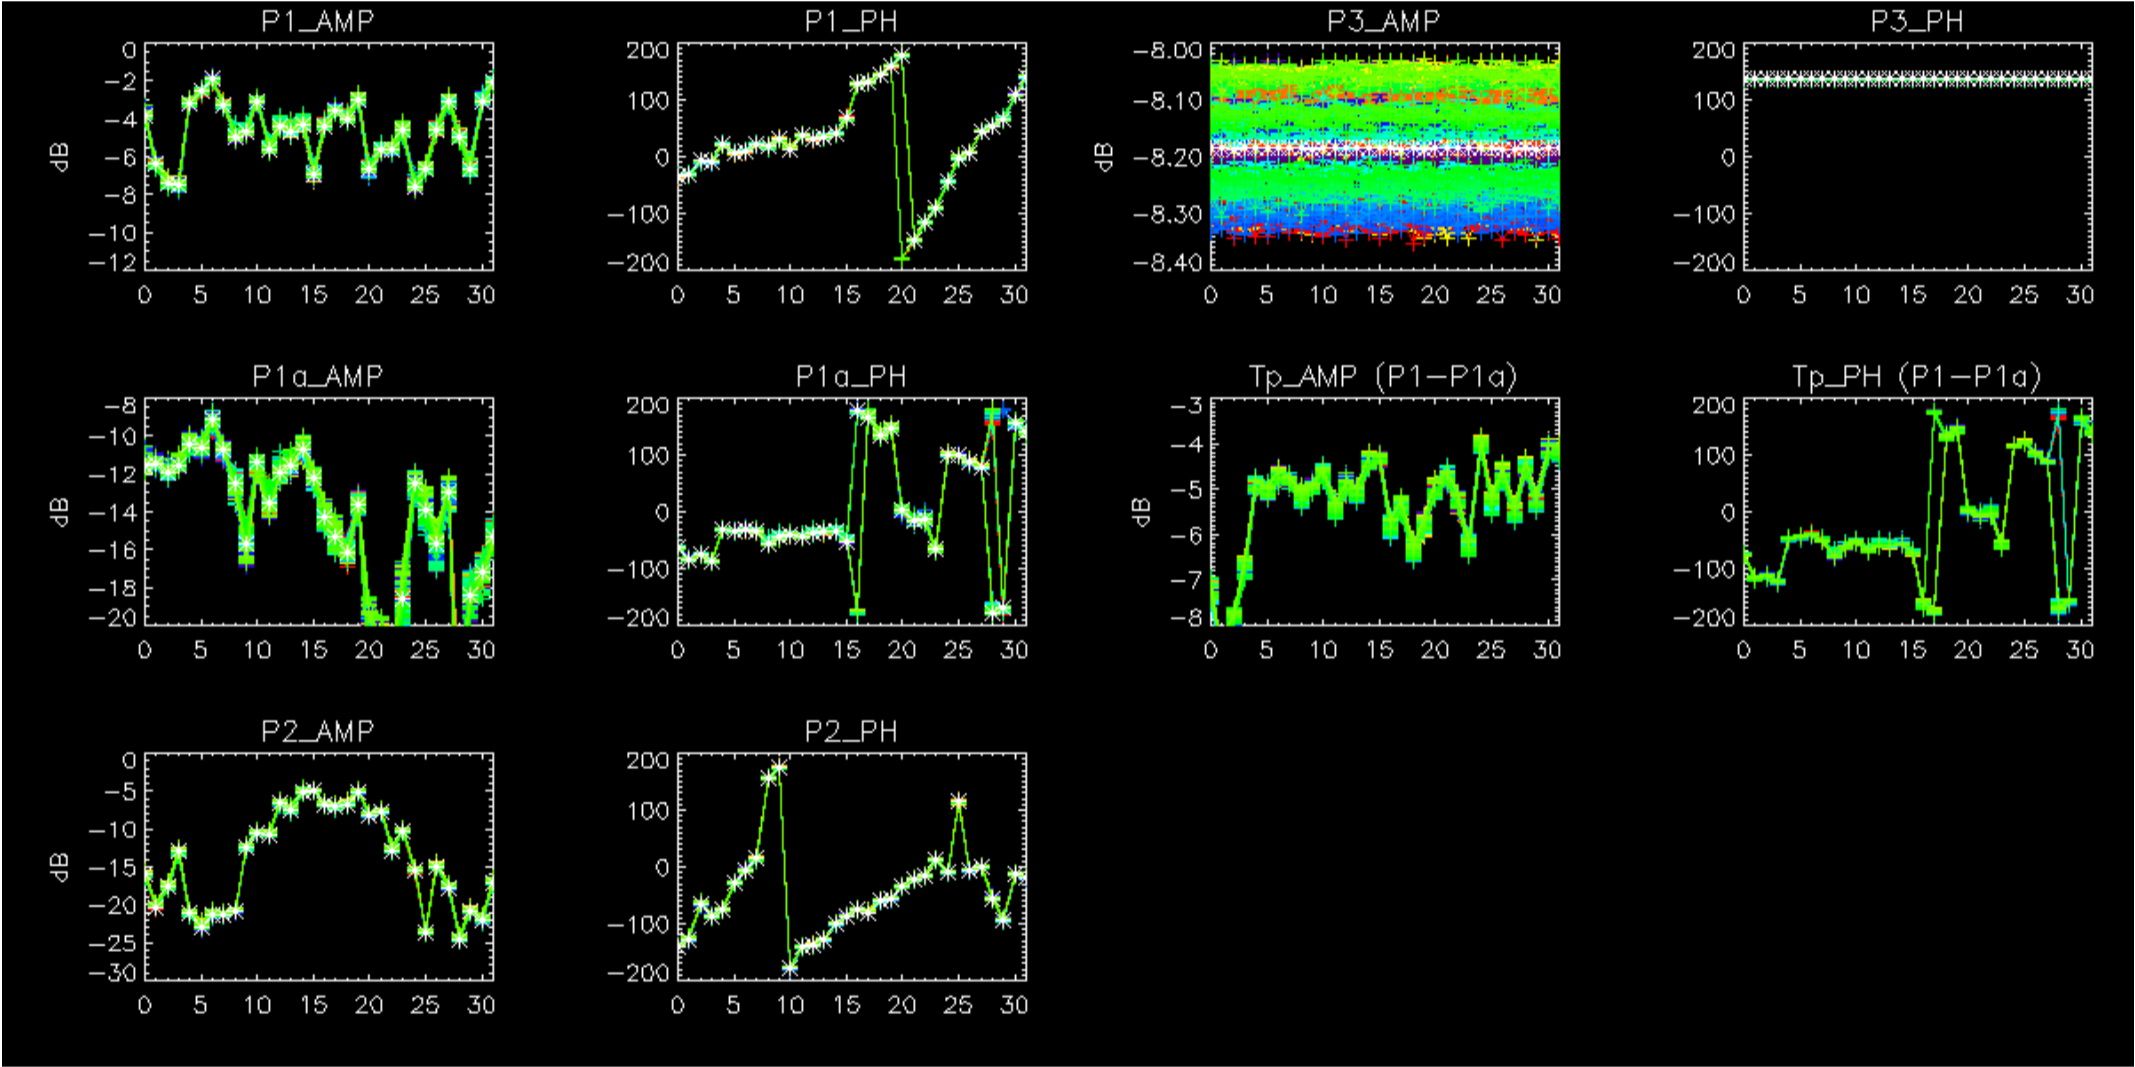 P1_AMP P1_PH P3_AMP P3_PH
0 200 -8.00 200
-2
100 -8.10 100
-4
dB -6 0 dB -8.20 0
-8
-100 -8.30 -100
-10
-12 -200 -8.40 -200
0 5 10 15 20 25 30 0 5 10 15 20 25 30 0 5 10 15 20 25 30 0 5 10 15 20 25 30
P1a_AMP P1a_PH Tp_AMP (P1-P1a) Tp_PH (P1-P1a)
-8 200 -3 200
-10 -4
-12 100 100
-5
dB -14 0 dB 0
-6
-16 -100 -100
-18 -7
-20 -200 -8 -200
0 5 10 15 20 25 30 0 5 10 15 20 25 30 0 5 10 15 20 25 30 0 5 10 15 20 25 30
P2_AMP P2_PH
0 200
-5
-10 100
dB -15 0
-20
-25 -100
-30 -200
0 5 10 15 20 25 30 0 5 10 15 20 25 30